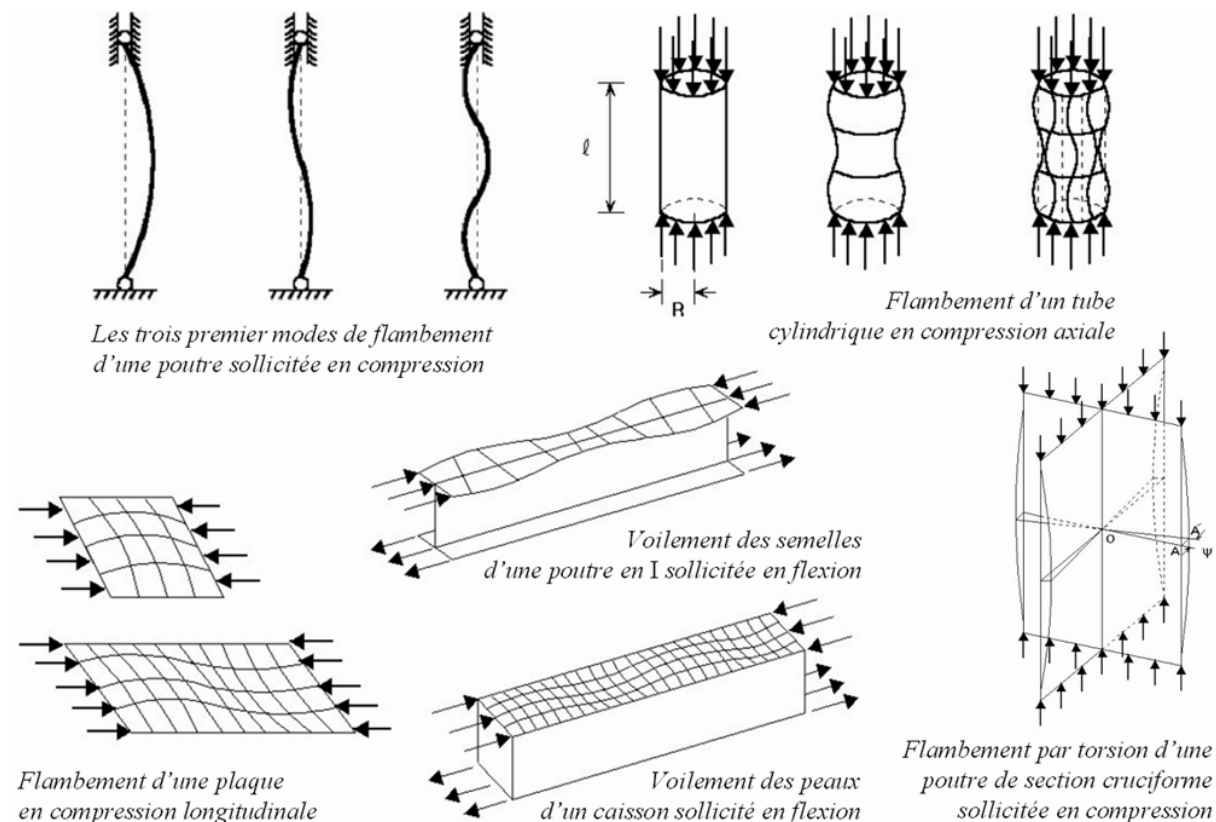 ℓ
R
Les trois premier modes de flambement
d'une poutre sollicitée en compression
Flambement d'un tube
cylindrique en compression axiale
Voilement des semelles
d'une poutre en I sollicitée en flexion
O
A'
A
ψ
Flambement d'une plaque
en compression longitudinale
Voilement des peaux
d'un caisson sollicité en flexion
Flambement par torsion d'une
poutre de section cruciforme
sollicitée en compression